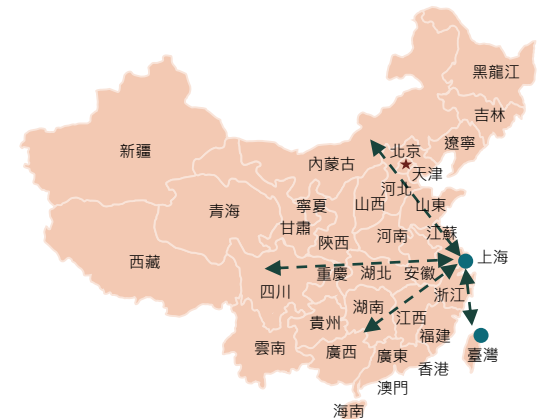 黑龍江
吉林
遼寧
北京
新疆
內蒙古
天津
河北
寧夏
山西
山東
青海
甘肅
江蘇
河南
陝西
上海
西藏
重慶
湖北
安徽
四川
浙江
湖南
貴州
江西
福建
雲南
廣西
廣東
臺灣
香港
澳門
海南